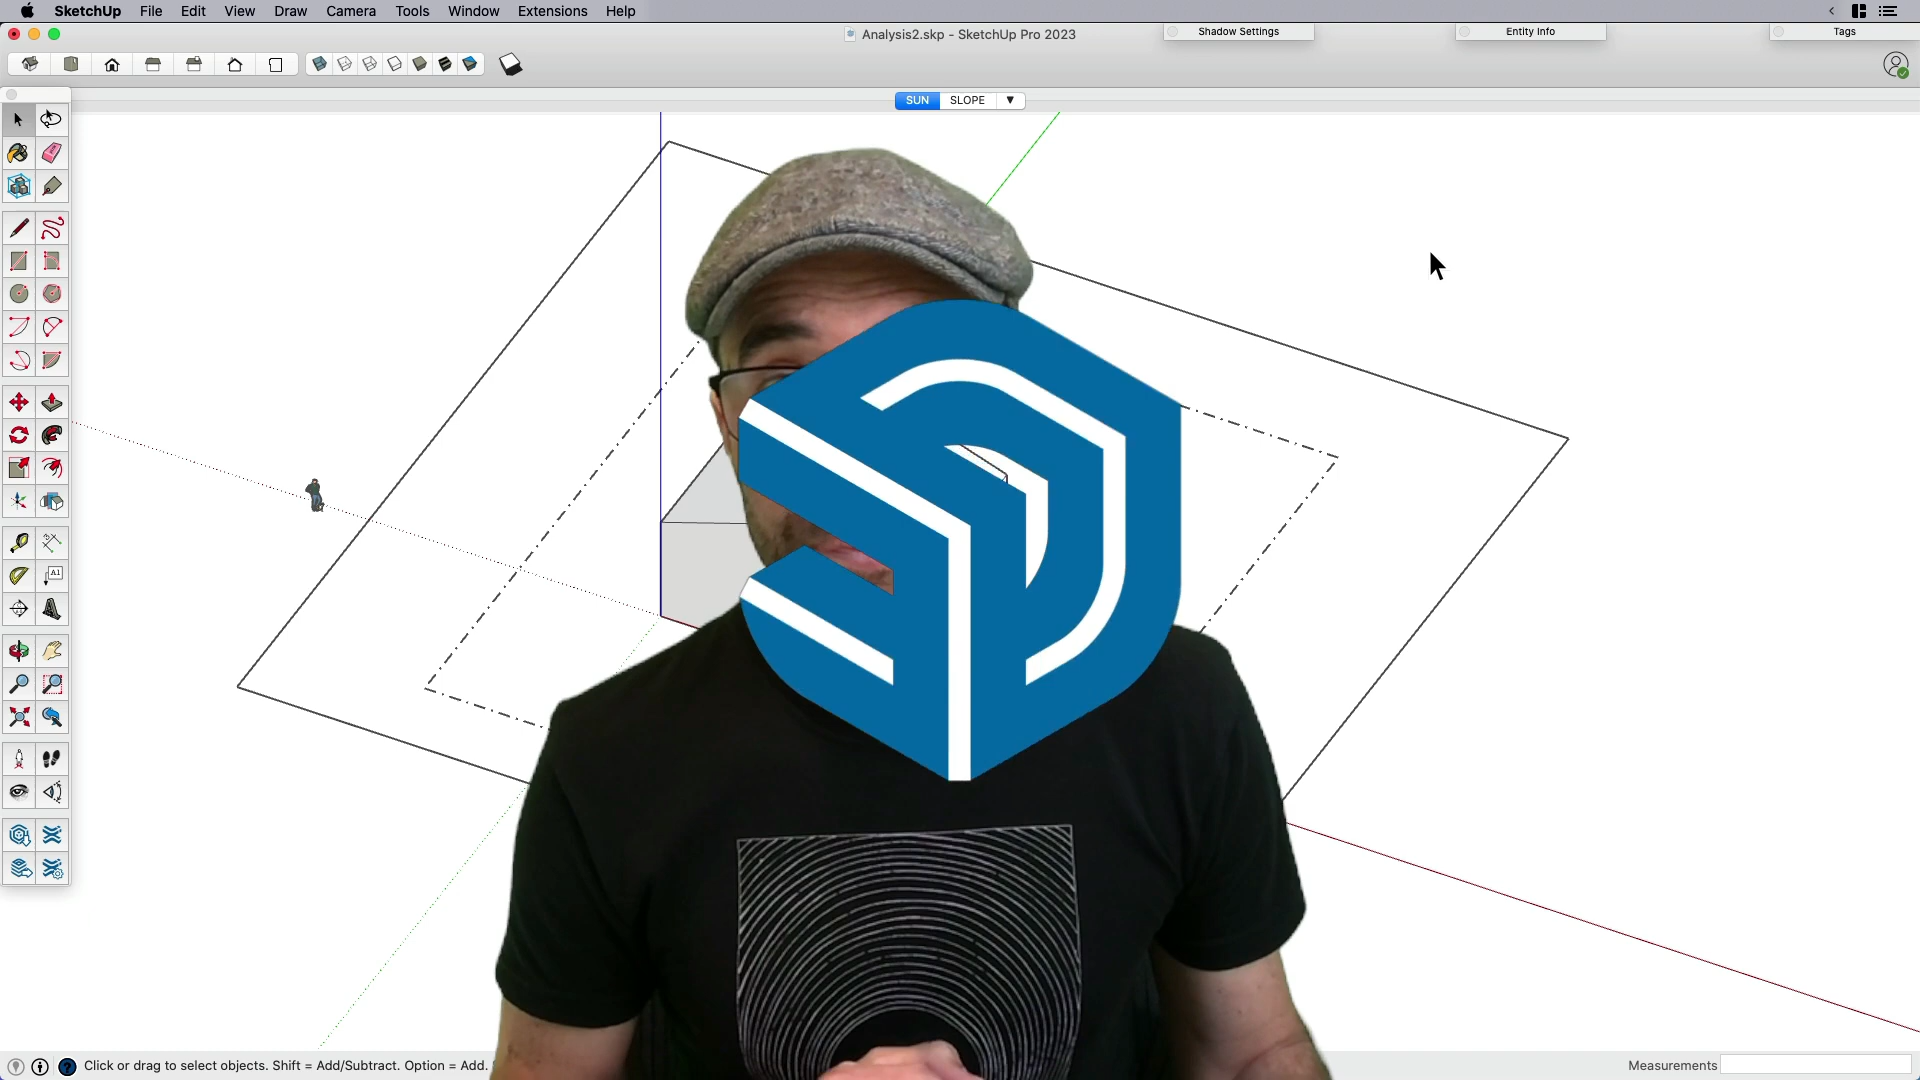 SketchUp File Edit View Draw Camera Tools Window Extensions Help
Analysis2.skp - SketchUp Pro 2023
Shadow Settings
Entity Info
Tags
SUN SLOPE
A1
Click or drag to select objects. Shift = Add/Subtract. Option = Add.
Measurements